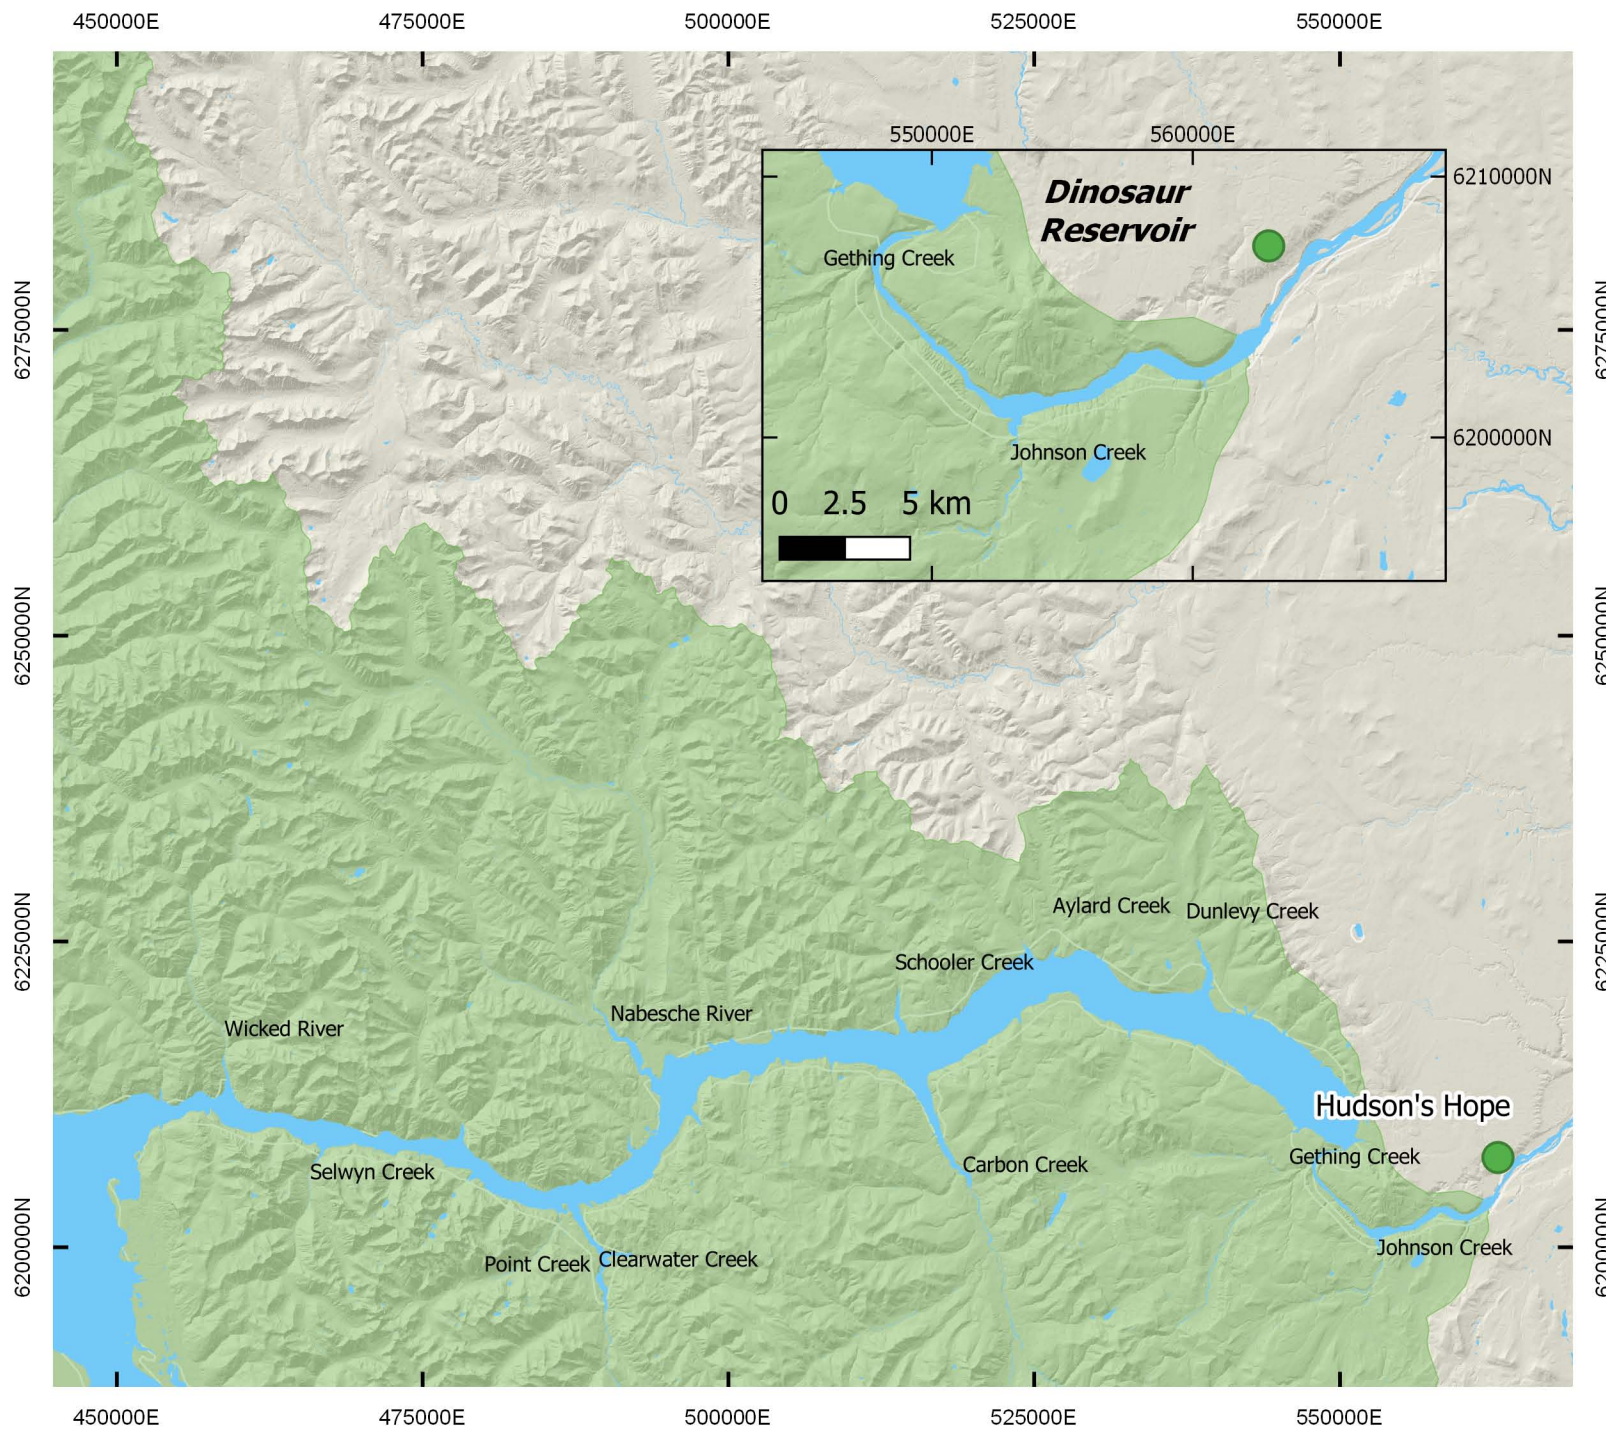 450000E 475000E 500000E 525000E 550000E
550000E 560000E
Dinosaur
Reservoir
6210000N
Gething Creek
6275000N
6275000N
6200000N
Johnson Creek
0 2.5 5 km
6250000N
6250000N
Aylard Creek
Dunlevy Creek
6225000N
6225000N
Schooler Creek
Nabesche River
Wicked River
Hudson's Hope
Gething Creek
Carbon Creek
Selwyn Creek
6200000N
6200000N
Johnson Creek
Point Creek
Clearwater Creek
450000E 475000E 500000E 525000E 550000E